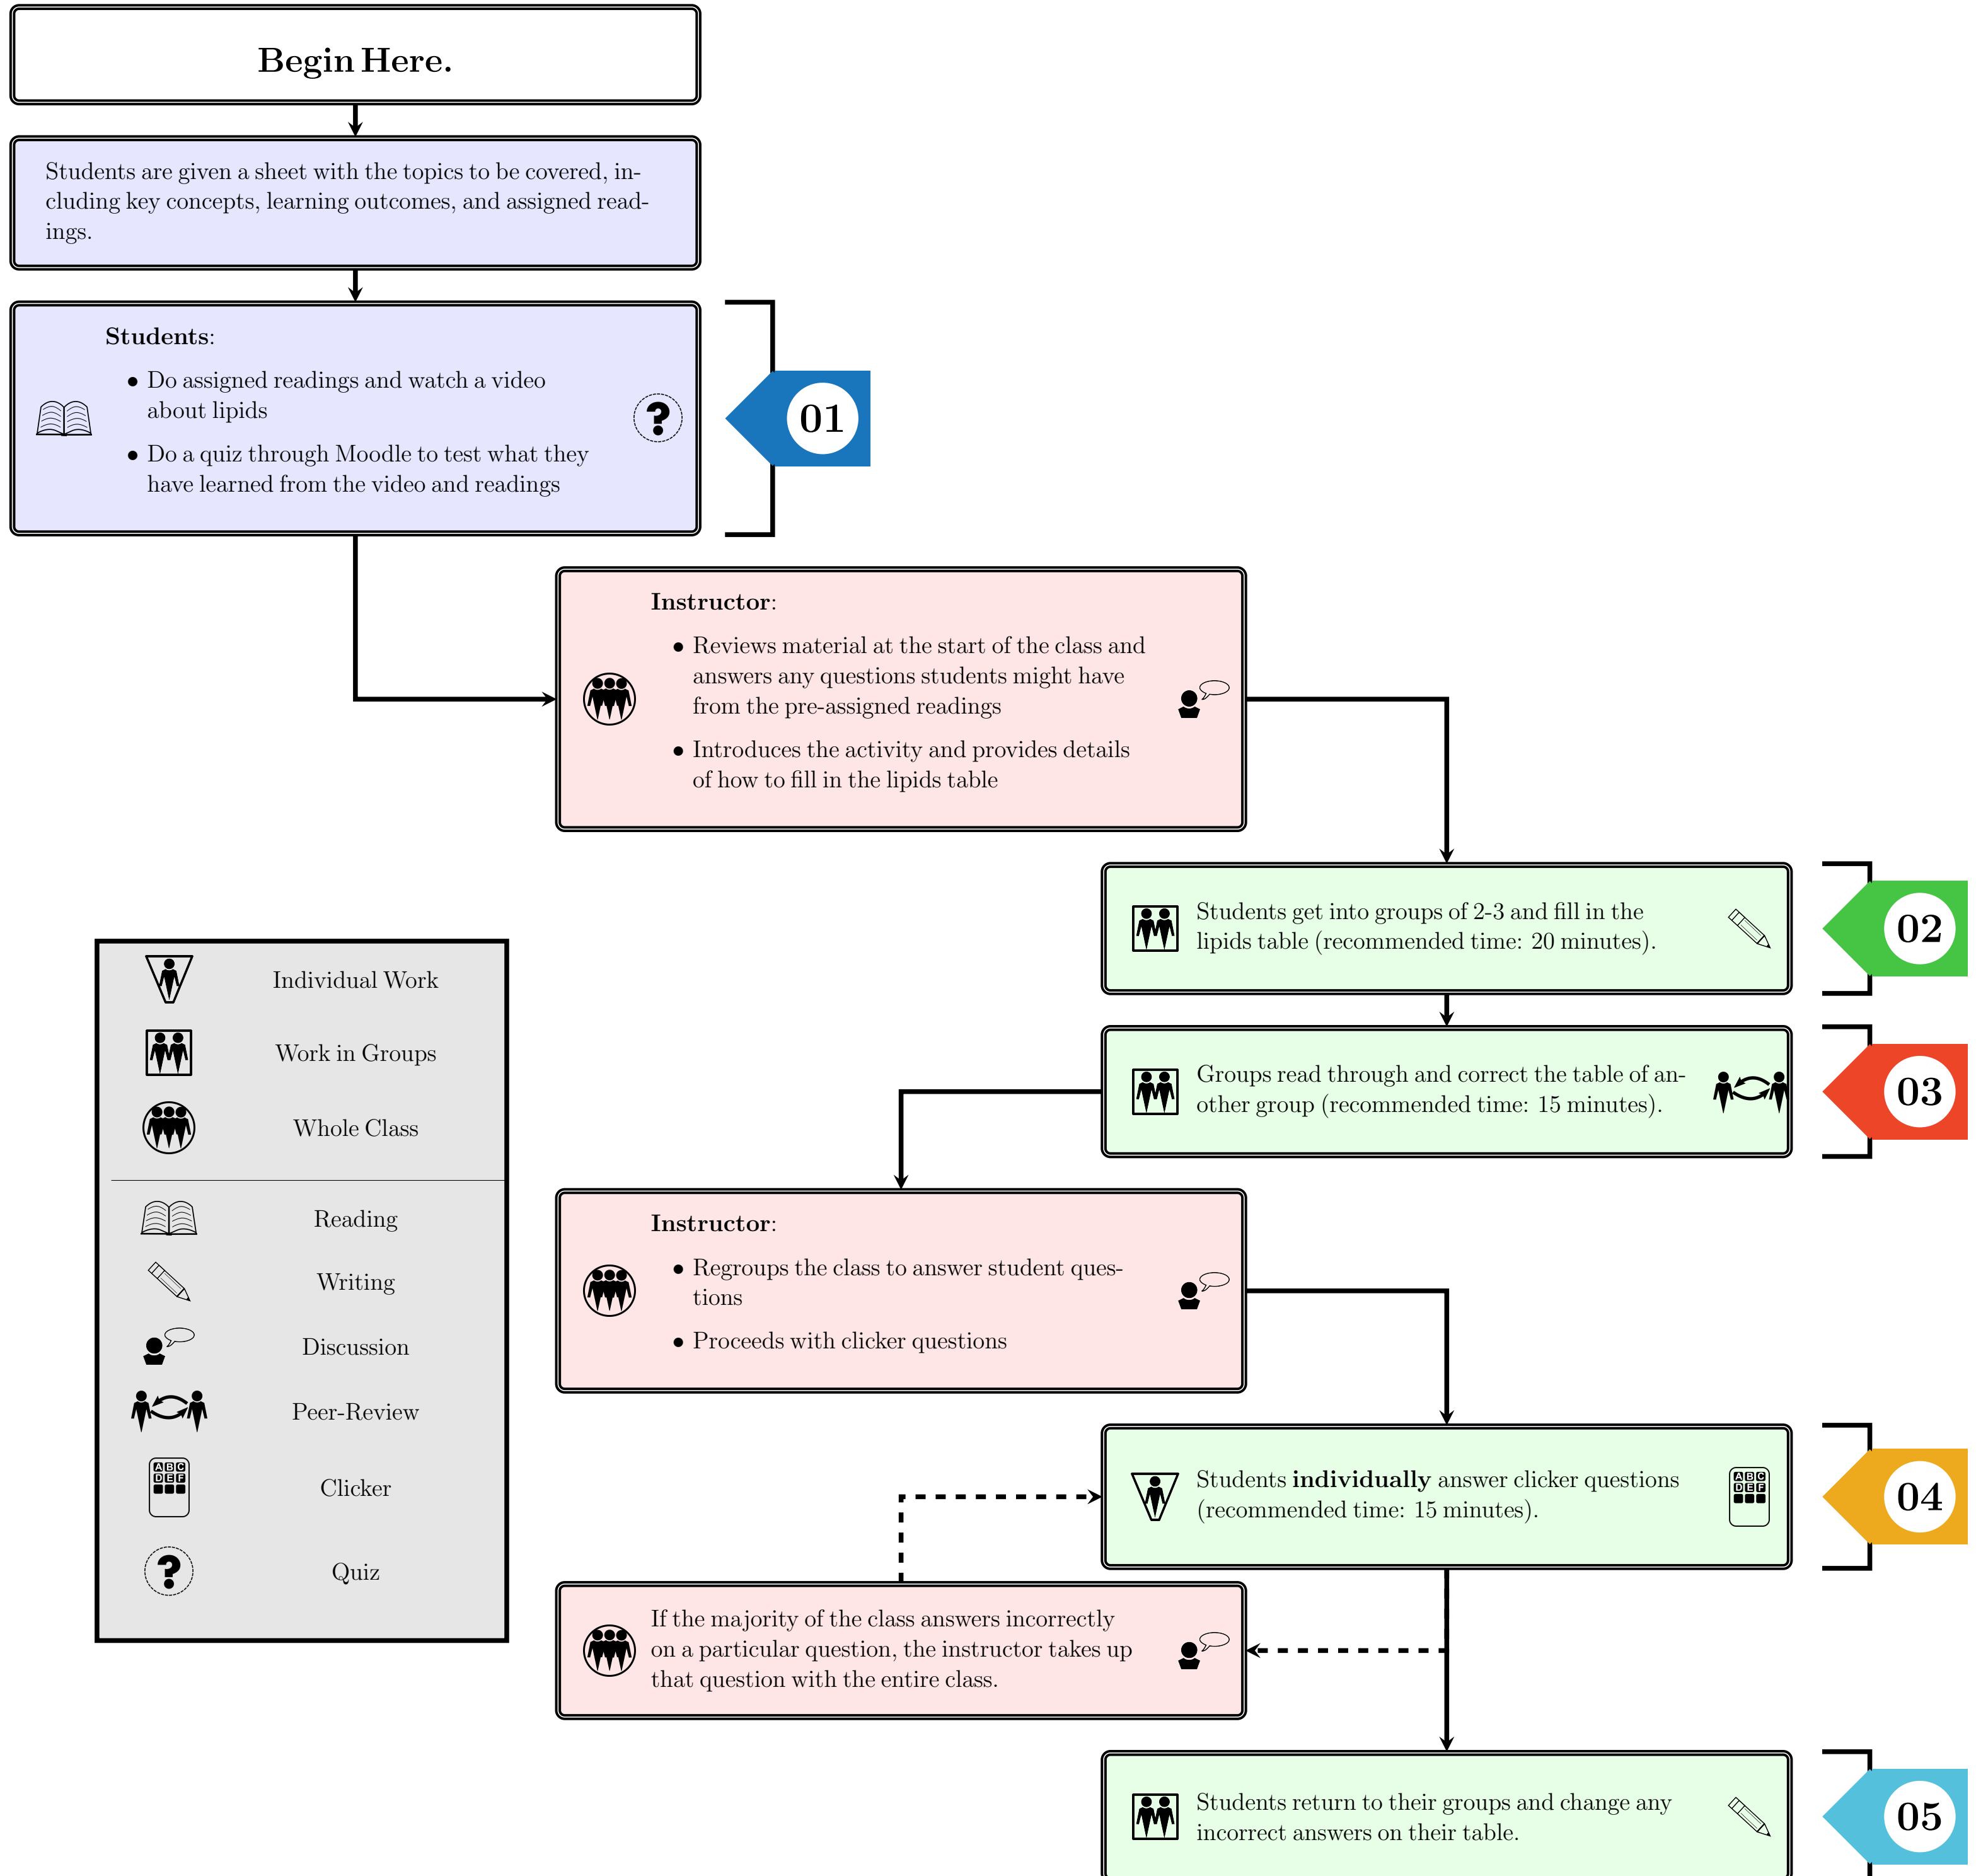 Begin Here.
Students are given a sheet with the topics to be covered, in-
cluding key concepts, learning outcomes, and assigned read-
ings.
Students:
• Do assigned readings and watch a video
about lipids
• Do a quiz through Moodle to test what they
have learned from the video and readings
01
Instructor:
• Reviews material at the start of the class and
answers any questions students might have
from the pre-assigned readings
• Introduces the activity and provides details
of how to fill in the lipids table
Students get into groups of 2-3 and fill in the
lipids table (recommended time: 20 minutes).
02
Groups read through and correct the table of an-
other group (recommended time: 15 minutes).
03
Instructor:
• Regroups the class to answer student ques-
tions
• Proceeds with clicker questions
Students individually answer clicker questions
(recommended time: 15 minutes).
A B C
D E F
04
If the majority of the class answers incorrectly
on a particular question, the instructor takes up
that question with the entire class.
Students return to their groups and change any
incorrect answers on their table.
05
Individual Work
Work in Groups
Whole Class
Reading
Writing
Discussion
Peer-Review
A B C
D E F
Clicker
?
Quiz